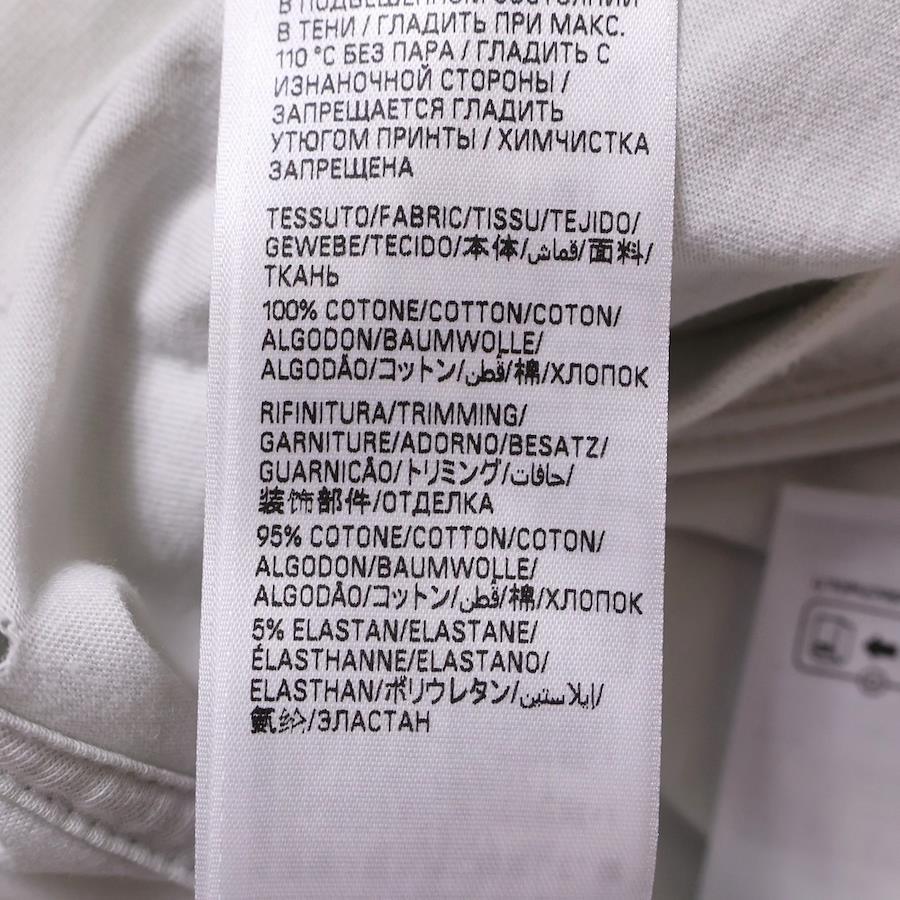 В ПОДВЕШЕННОМ СОСТОЯНИИ
В ТЕНИ / ГЛАДИТЬ ПРИ МАКС.
110 °C БЕЗ ПАРА / ГЛАДИТЬ С
ИЗНАНОЧНОЙ СТОРОНЫ /
ЗАПРЕЩАЕТСЯ ГЛАДИТЬ
УТЮГОМ ПРИНТЫ / ХИМЧИСТКА
ЗАПРЕЩЕНА
TESSUTO/FABRIC/TISSU/TEJIDO/
GEWEBE/TECIDO/本体/قماش/面料/
ТКАНЬ
100% COTONE/COTTON/COTON/
ALGODON/BAUMWOLLE/
ALGODÃO/コットン/قطن/棉/ХЛОПОК
RIFINITURA/TRIMMING/
GARNITURE/ADORNO/BESATZ/
GUARNICÃO/トリミング/حافات/
装饰部件/ОТДЕЛКА
95% COTONE/COTTON/COTON/
ALGODON/BAUMWOLLE/
ALGODÃO/コットン/قطن/棉/ХЛОПОК
5% ELASTAN/ELASTANE/
ÉLASTHANNE/ELASTANO/
ELASTHAN/ポリウレタン/إيلاستين/
氨纶/ЭЛАСТАН